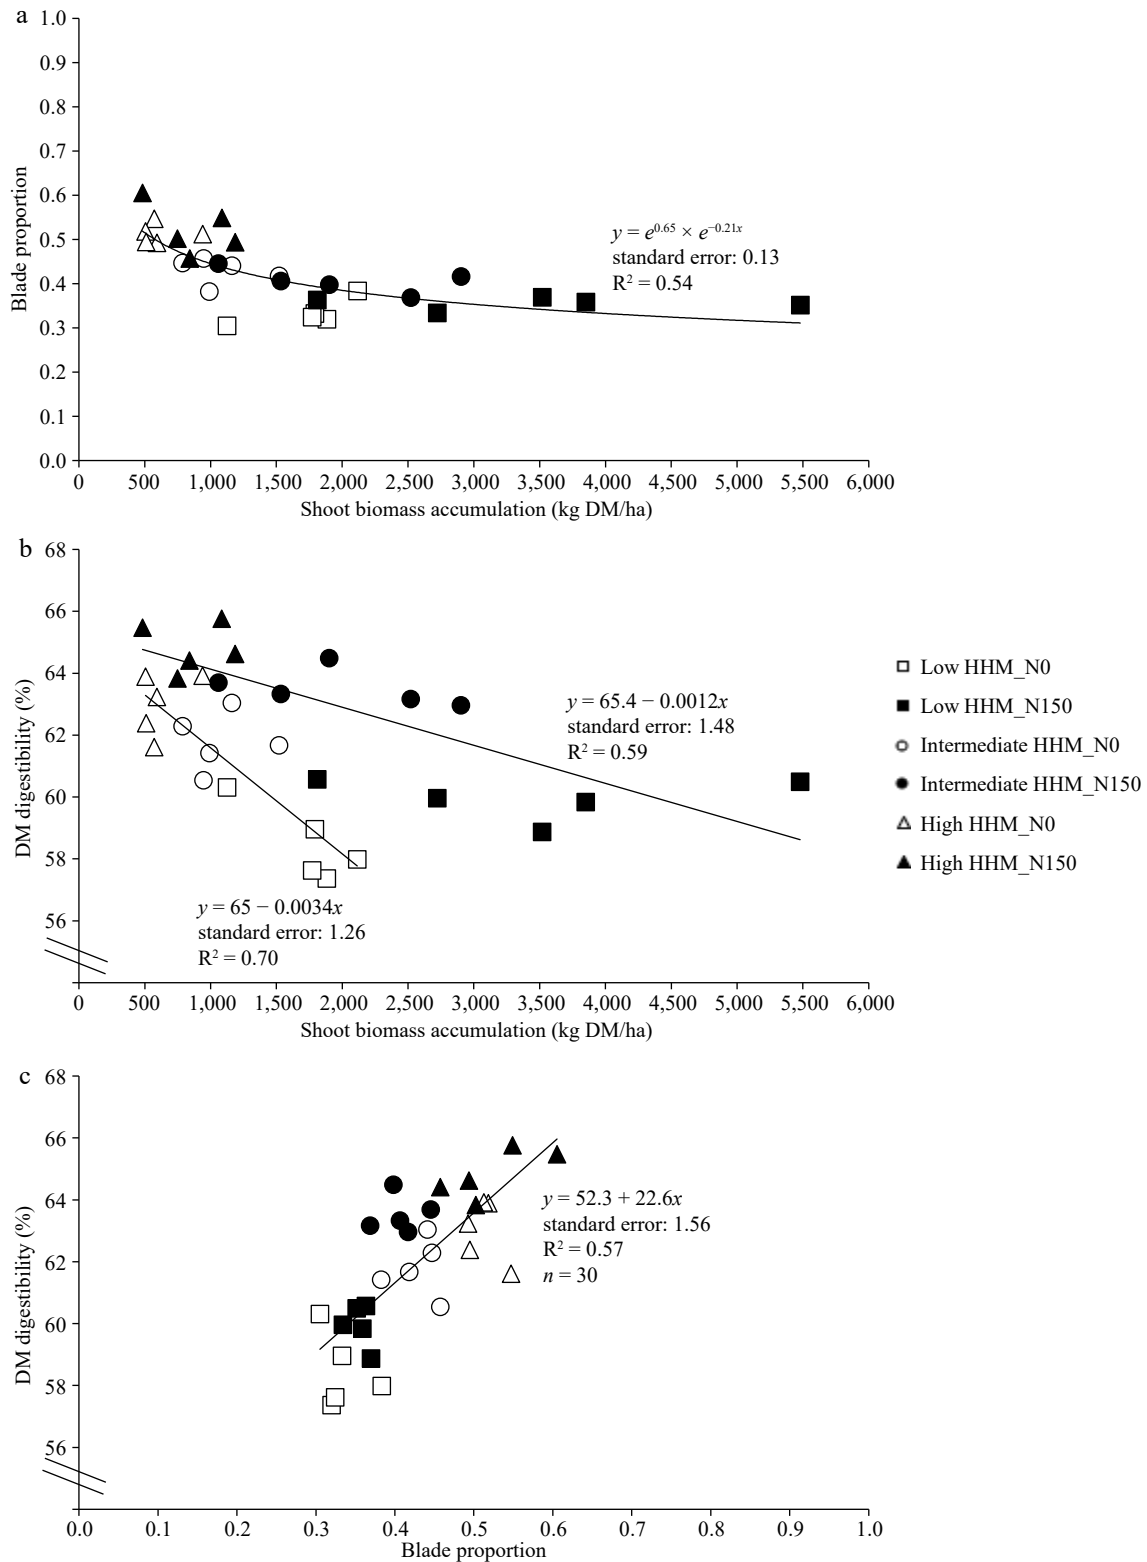 a
1.0
0.9
0.8
0.7
0.6
0.5
0.4
0.3
0.2
0.1
0.0
Blade proportion
y = e^0.65 × e^−0.21x
standard error: 0.13
R² = 0.54
0 500 1,000 1,500 2,000 2,500 3,000 3,500 4,000 4,500 5,000 5,500 6,000
Shoot biomass accumulation (kg DM/ha)
b
68
66
64
62
60
58
56
DM digestibility (%)
y = 65.4 − 0.0012x
standard error: 1.48
R² = 0.59
y = 65 − 0.0034x
standard error: 1.26
R² = 0.70
0 500 1,000 1,500 2,000 2,500 3,000 3,500 4,000 4,500 5,000 5,500 6,000
Shoot biomass accumulation (kg DM/ha)
Low HHM_N0
Low HHM_N150
Intermediate HHM_N0
Intermediate HHM_N150
High HHM_N0
High HHM_N150
c
68
66
64
62
60
58
56
DM digestibility (%)
y = 52.3 + 22.6x
standard error: 1.56
R² = 0.57
n = 30
0.0 0.1 0.2 0.3 0.4 0.5 0.6 0.7 0.8 0.9 1.0
Blade proportion